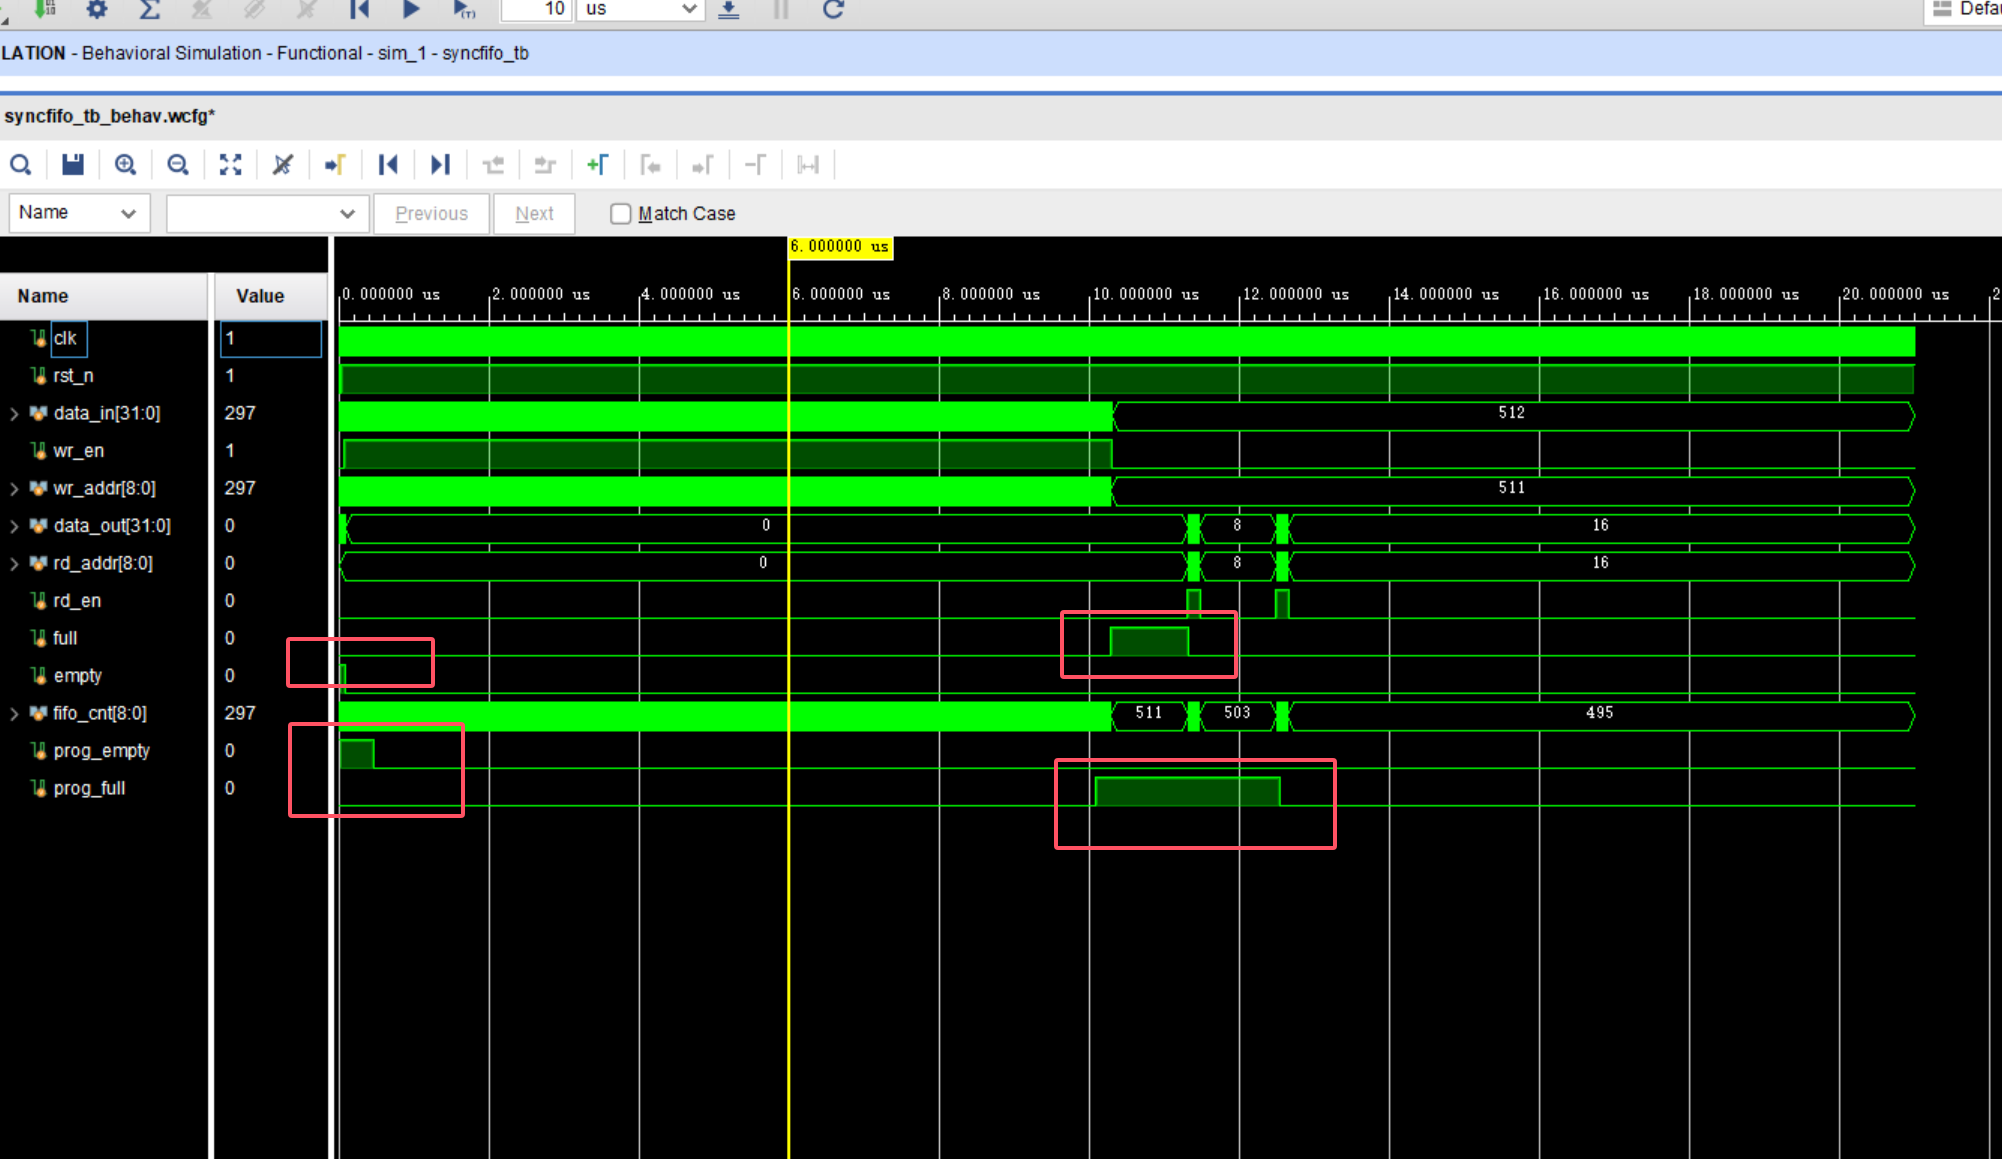 10 us Defau
LATION - Behavioral Simulation - Functional - sim_1 - syncfifo_tb
syncfifo_tb_behav.wcfg*
Name Previous Next Match Case
6.000000 us
Name Value 0.000000 us 2.000000 us 4.000000 us 6.000000 us 8.000000 us 10.000000 us 12.000000 us 14.000000 us 16.000000 us 18.000000 us 20.000000 us 2
clk 1
rst_n 1
data_in[31:0] 297 512
wr_en 1
wr_addr[8:0] 297 511
data_out[31:0] 0 0 8 16
rd_addr[8:0] 0 0 8 16
rd_en 0
full 0
empty 0
fifo_cnt[8:0] 297 511 503 495
prog_empty 0
prog_full 0